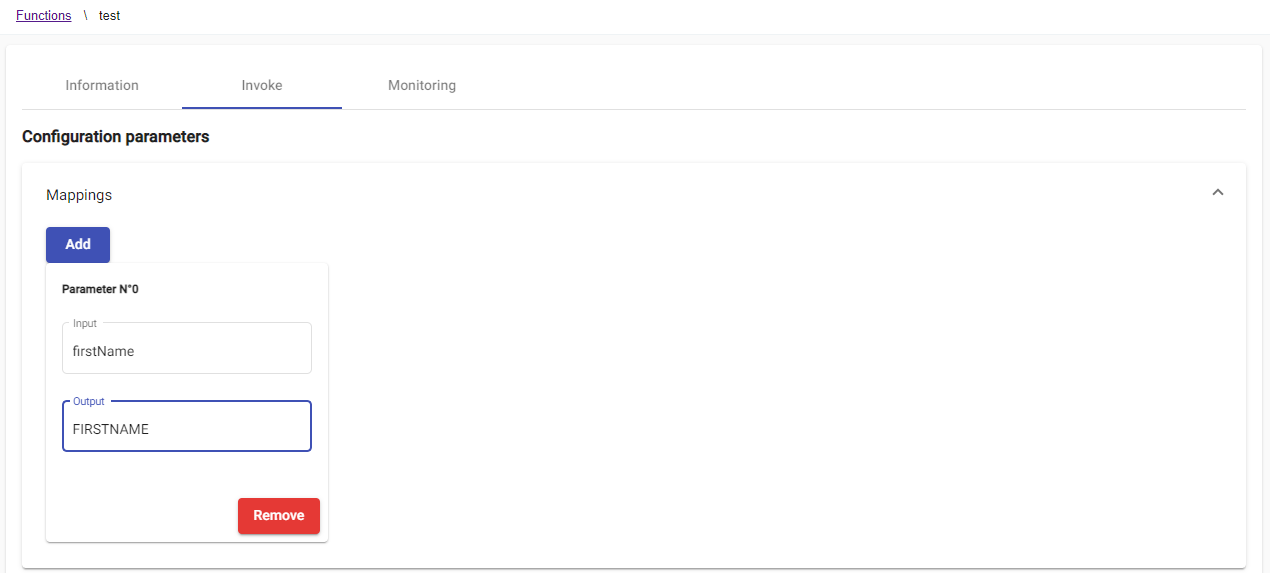 Functions \ test
Information Invoke Monitoring
Configuration parameters
Mappings
Add
Parameter N°0
Input
firstName
Output
FIRSTNAME
Remove